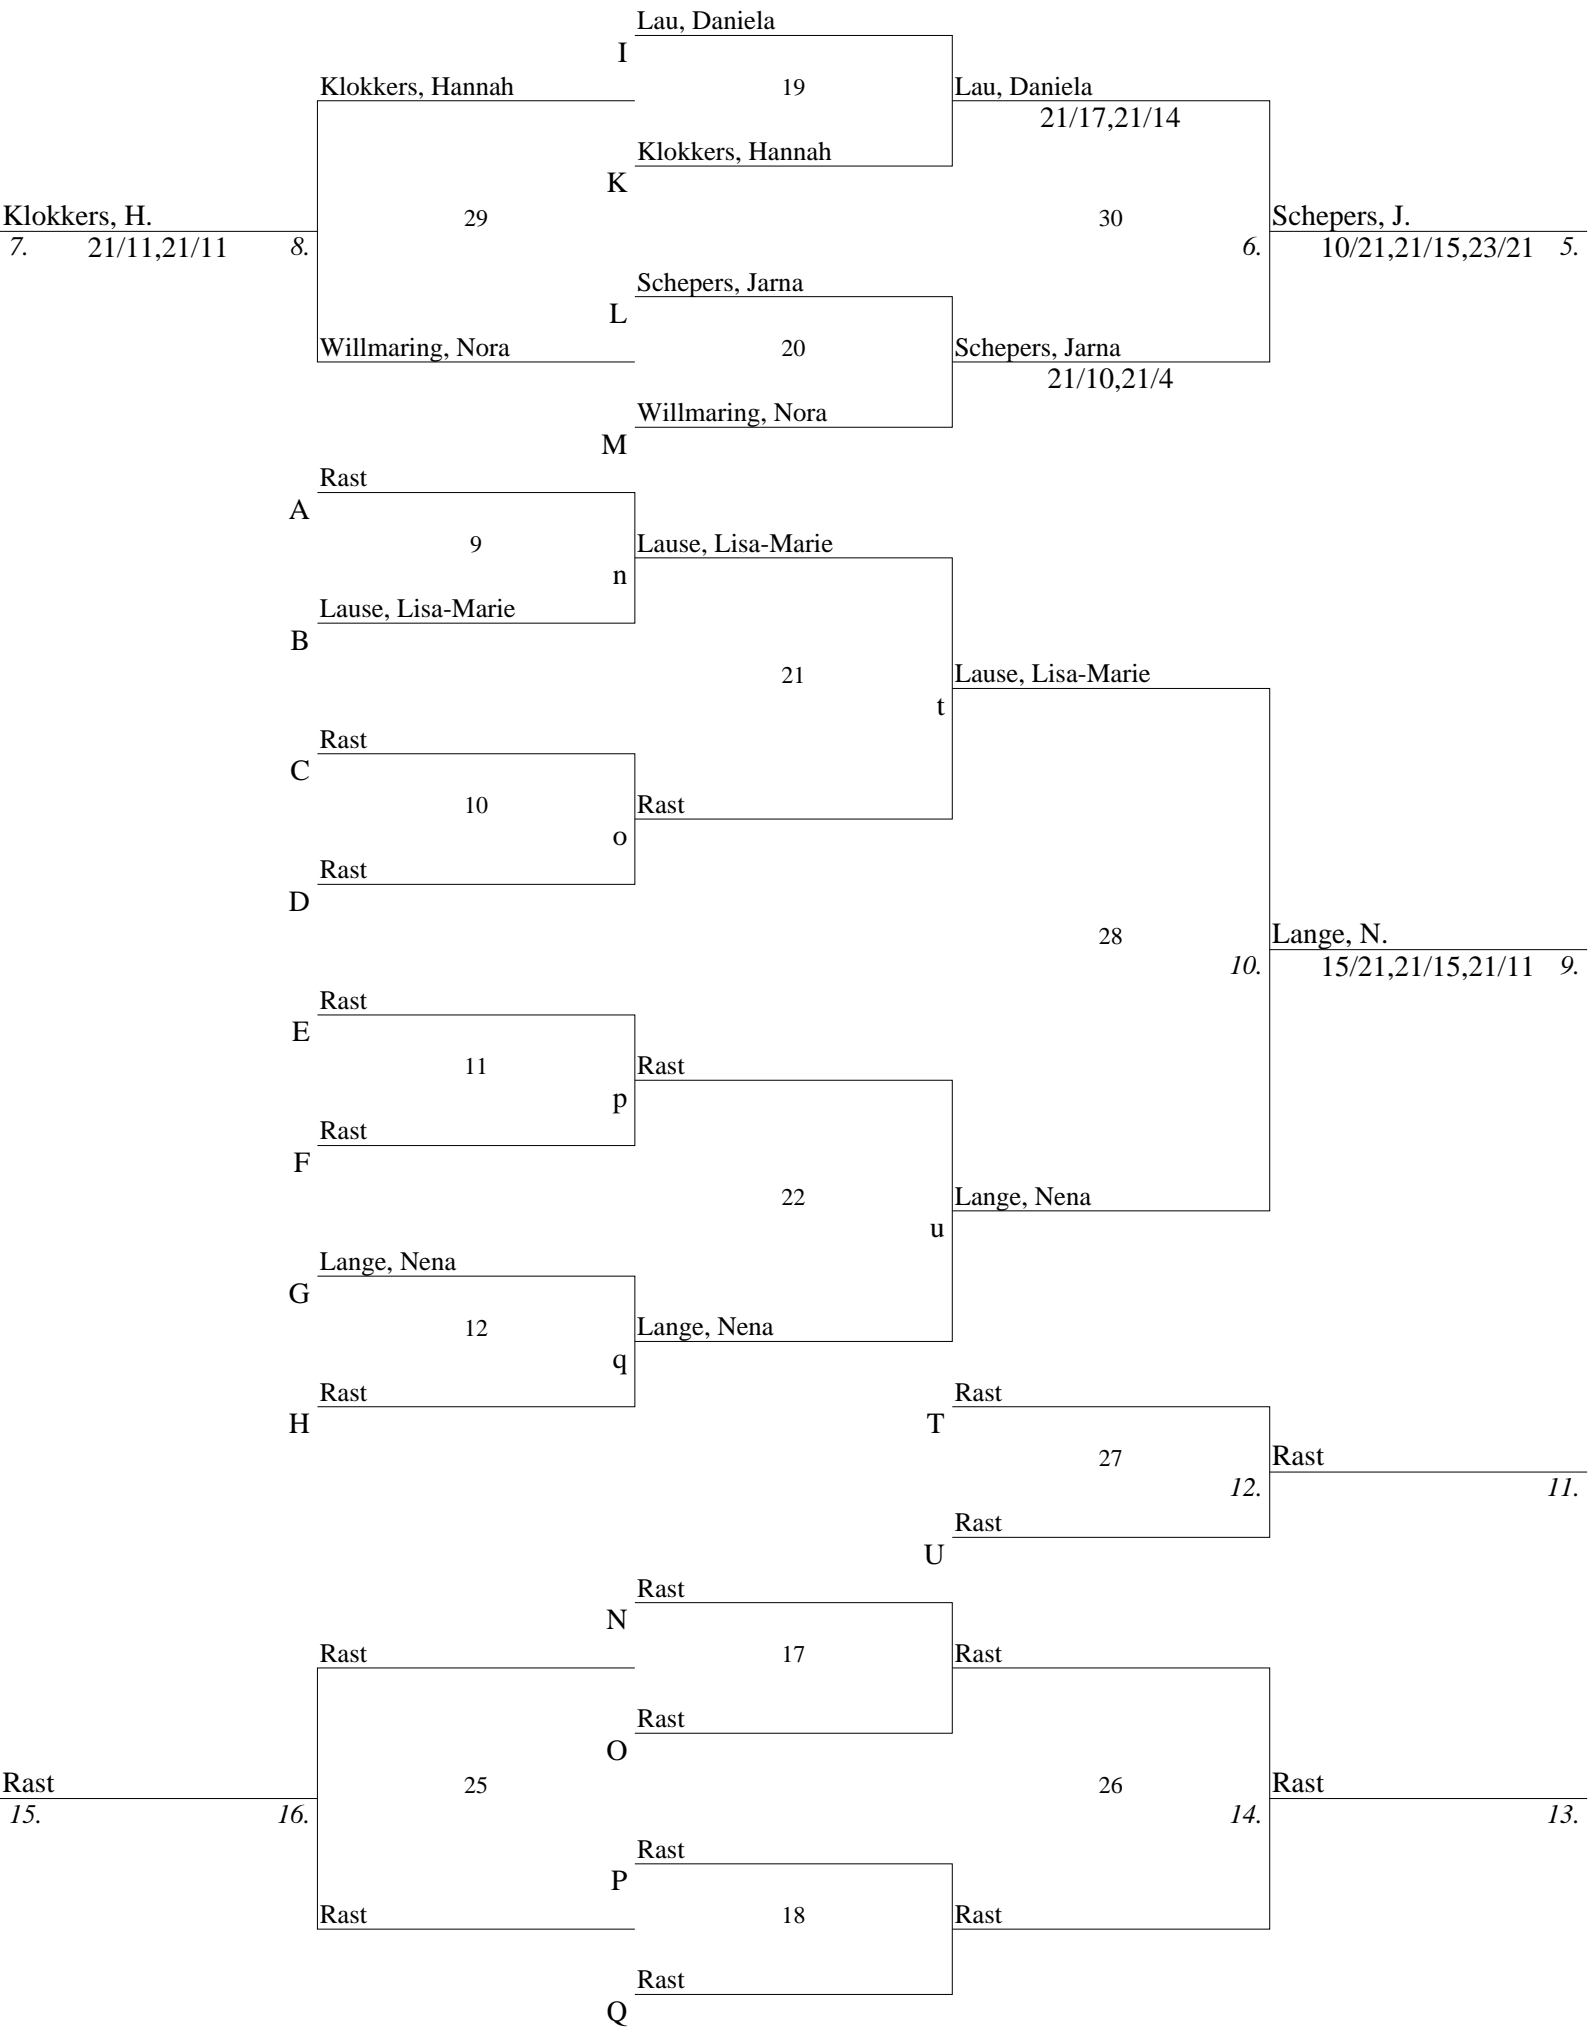 Lau, Daniela
I
Klokkers, Hannah
19
Lau, Daniela
21/17,21/14
Klokkers, Hannah
K
Klokkers, H.
29
30
Schepers, J.
7. 21/11,21/11 8.
6. 10/21,21/15,23/21 5.
Schepers, Jarna
L
Willmaring, Nora
20
Schepers, Jarna
21/10,21/4
Willmaring, Nora
M
Rast
A
9
Lause, Lisa-Marie
n
Lause, Lisa-Marie
B
21
Lause, Lisa-Marie
t
Rast
C
10
Rast
o
Rast
D
28
Lange, N.
10. 15/21,21/15,21/11 9.
Rast
E
11
Rast
p
Rast
F
22
Lange, Nena
u
Lange, Nena
G
12
Lange, Nena
q
Rast
H
Rast
T
27
Rast
12. 11.
Rast
U
Rast
N
Rast
17
Rast
Rast
O
Rast
25
26
Rast
15. 16.
14. 13.
Rast
P
Rast
18
Rast
Rast
Q